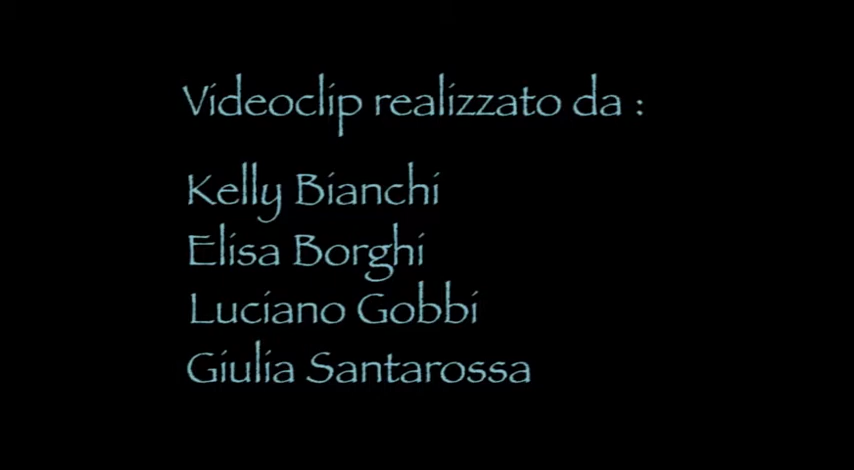 Videoclip realizzato da :
Kelly Bianchi
Elisa Borghi
Luciano Gobbi
Giulia Santarossa